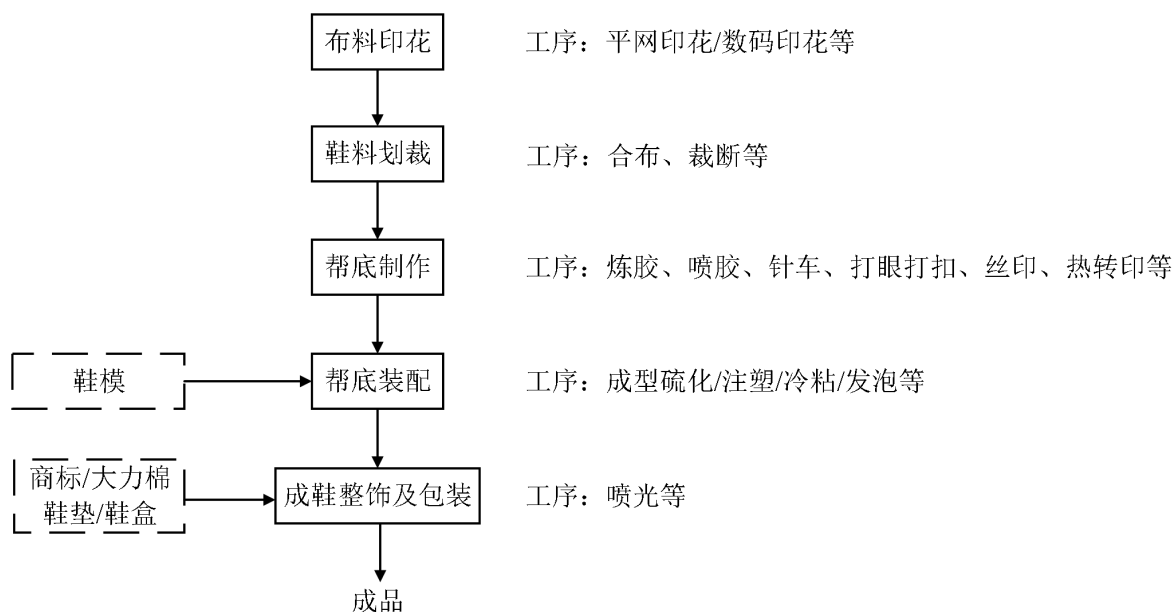 布料印花
工序：平网印花/数码印花等
鞋料划裁
工序：合布、裁断等
帮底制作
工序：炼胶、喷胶、针车、打眼打扣、丝印、热转印等
鞋模
帮底装配
工序：成型硫化/注塑/冷粘/发泡等
商标/大力棉
鞋垫/鞋盒
成鞋整饰及包装
工序：喷光等
成品